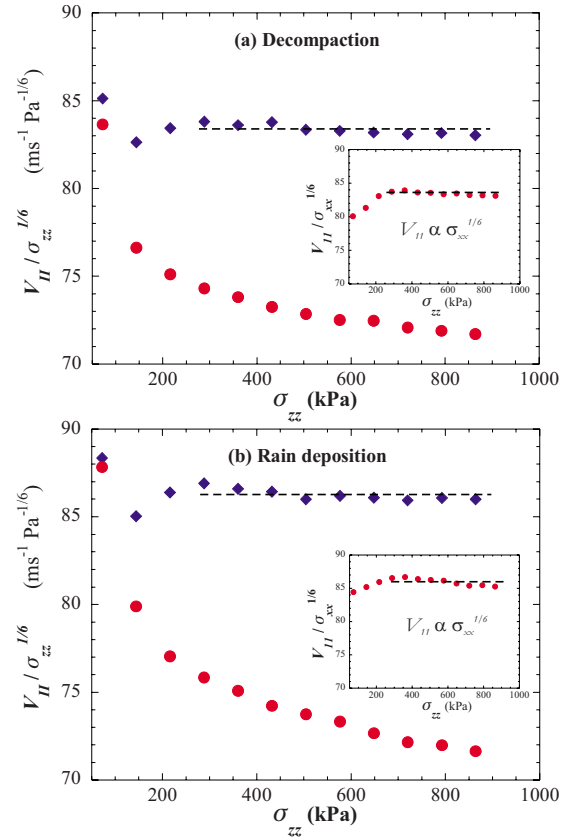 90
(a) Decompaction
85
80
75
70
V_II / σ_zz^1/6 (ms^-1 Pa^-1/6)
200 400 600 800 1000
σ_zz (kPa)
90
85
80
75
70
V_11 / σ_xx^1/6
V_11 α σ_xx^1/6
0 200 400 600 800 1000
σ_zz (kPa)
90
(b) Rain deposition
85
80
75
70
V_II / σ_zz^1/6 (ms^-1 Pa^-1/6)
200 400 600 800 1000
σ_zz (kPa)
90
85
80
75
70
V_11 / σ_xx^1/6
V_11 α σ_xx^1/6
0 200 400 600 800 1000
σ_zz (kPa)